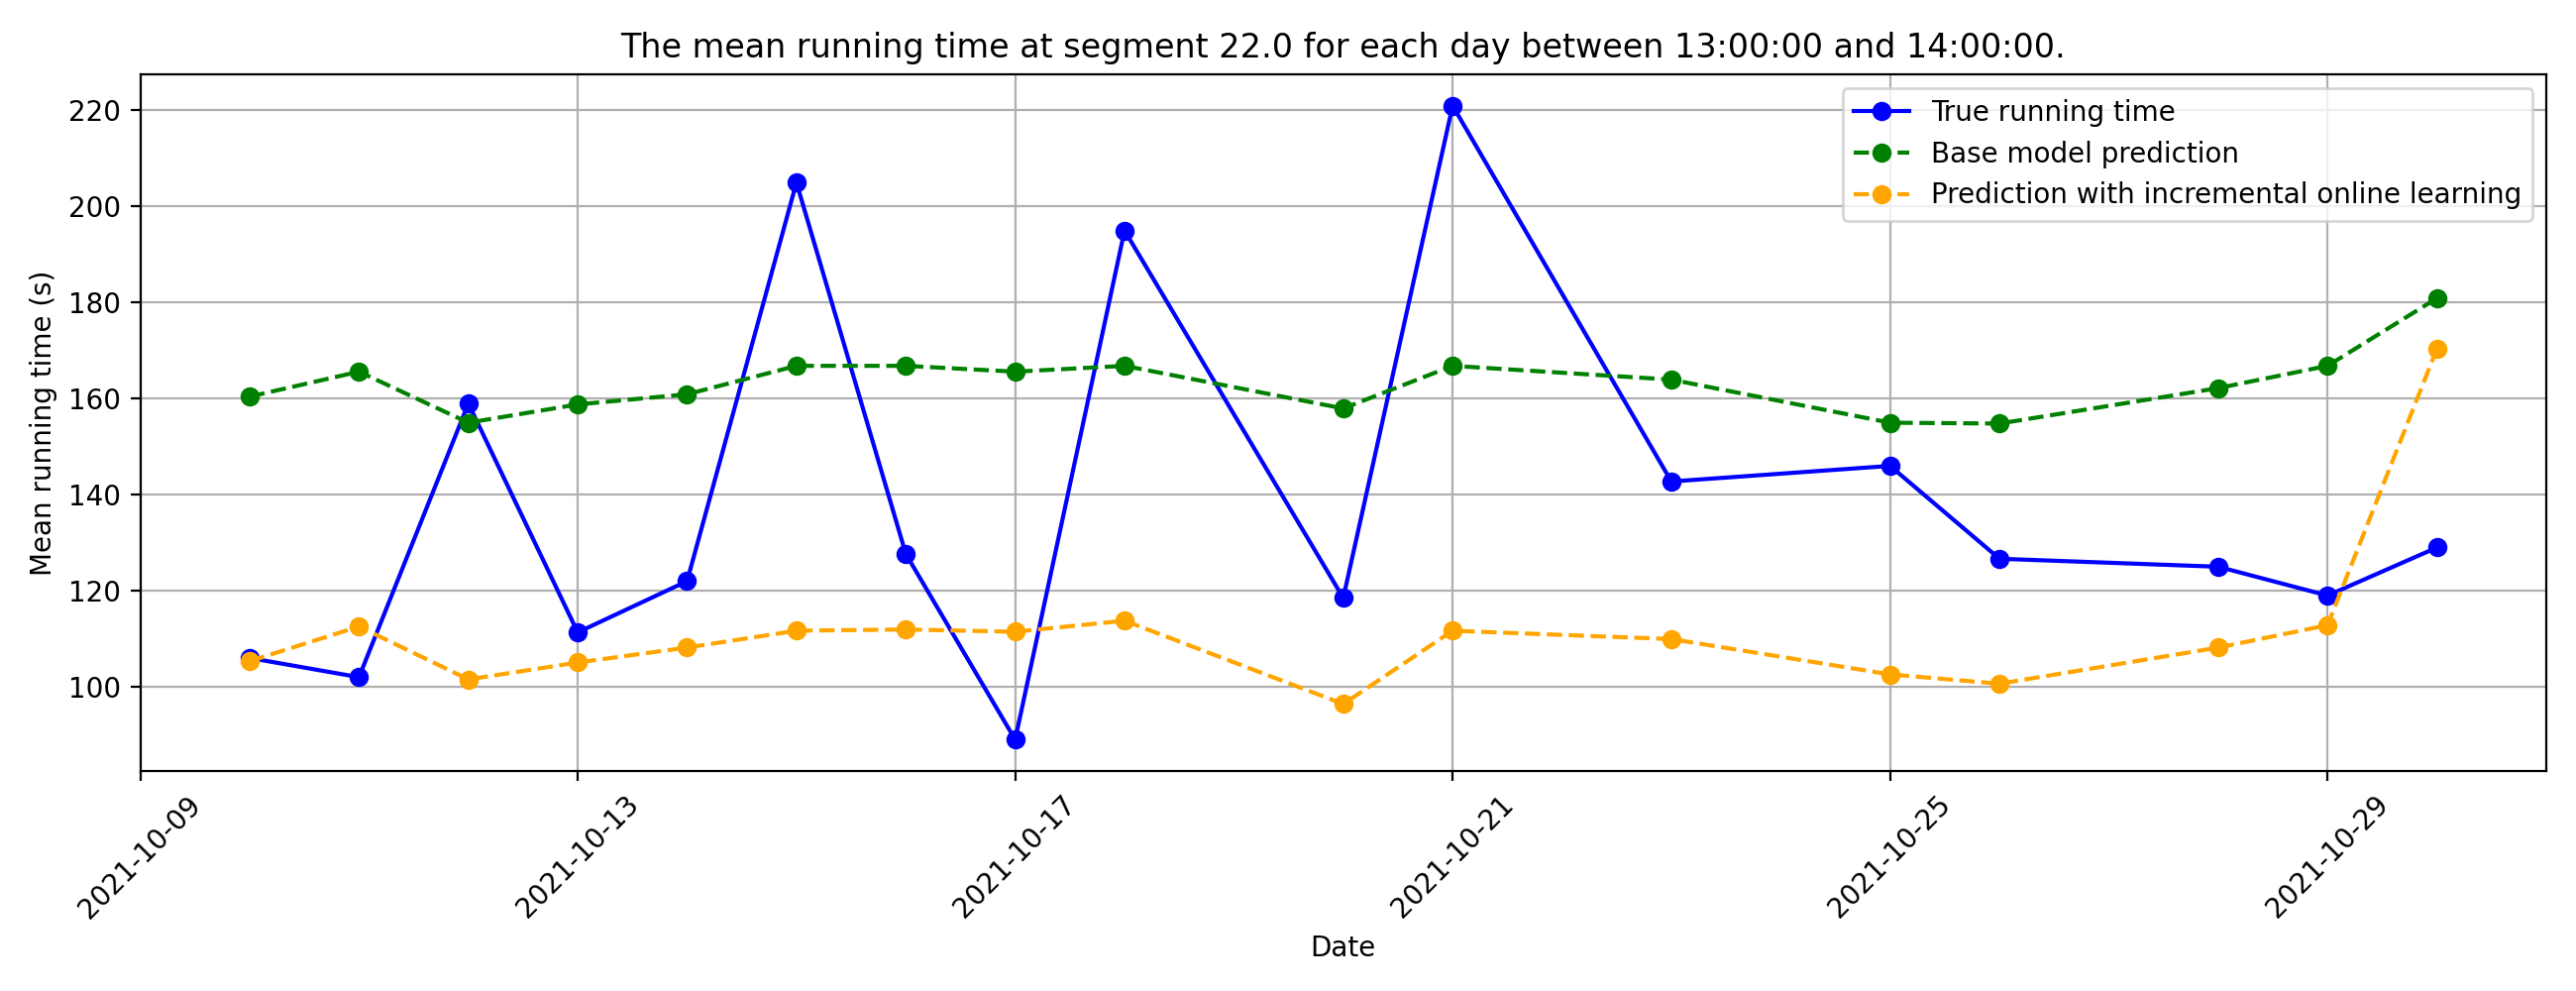 The mean running time at segment 22.0 for each day between 13:00:00 and 14:00:00.
True running time
Base model prediction
Prediction with incremental online learning
Mean running time (s)
220
200
180
160
140
120
100
2021-10-09
2021-10-13
2021-10-17
2021-10-21
2021-10-25
2021-10-29
Date